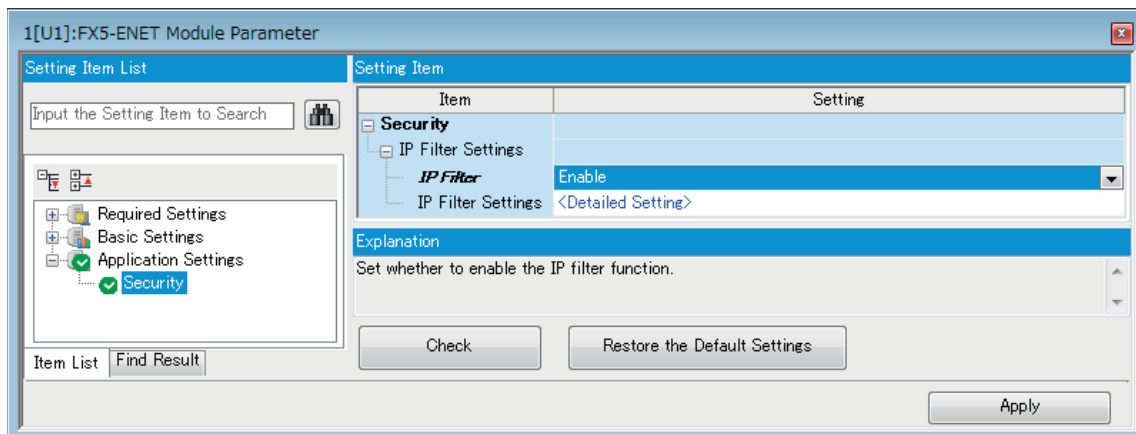 1[U1]:FX5-ENET Module Parameter
Setting Item List
Input the Setting Item to Search
Required Settings
Basic Settings
Application Settings
Security
Item List
Find Result
Setting Item
Item Setting
Security
IP Filter Settings
IP Filter Enable
IP Filter Settings <Detailed Setting>
Explanation
Set whether to enable the IP filter function.
Check
Restore the Default Settings
Apply